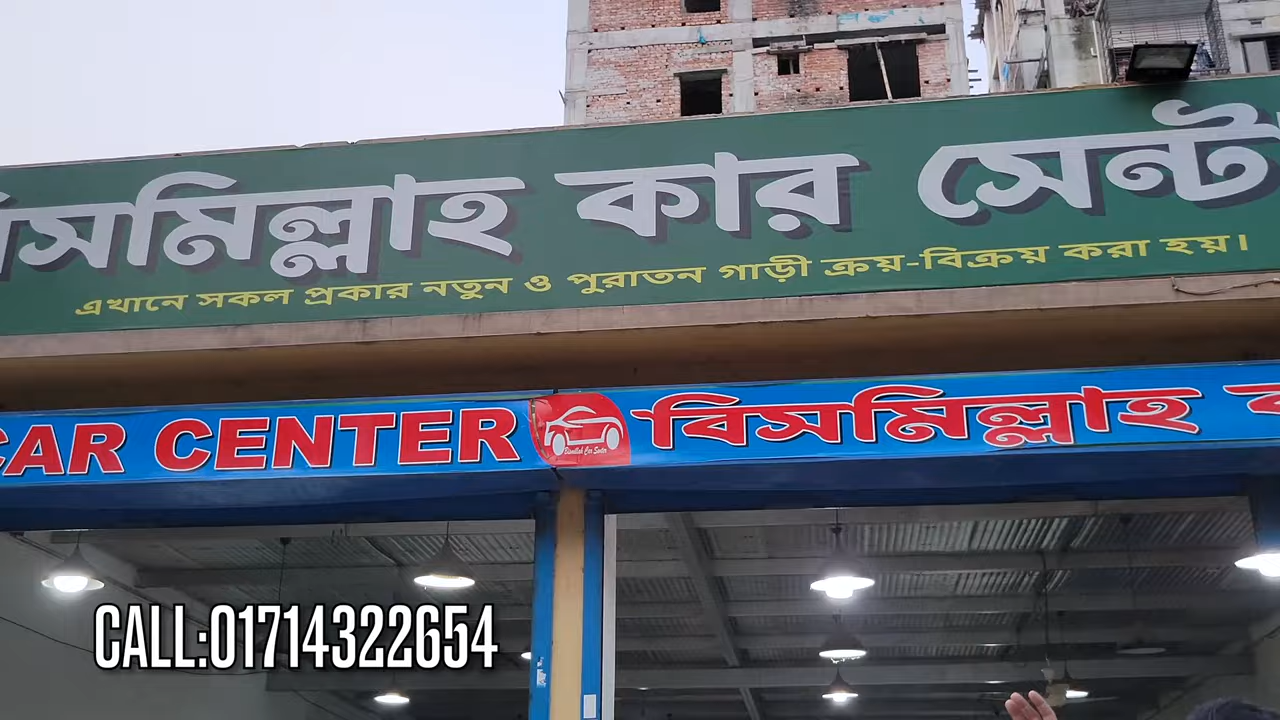 বিসমিল্লাহ কার সেন্ট
এখানে সকল প্রকার নতুন ও পুরাতন গাড়ী ক্রয়-বিক্রয় করা হয়।
CAR CENTER
বিসমিল্লাহ
CALL:01714322654